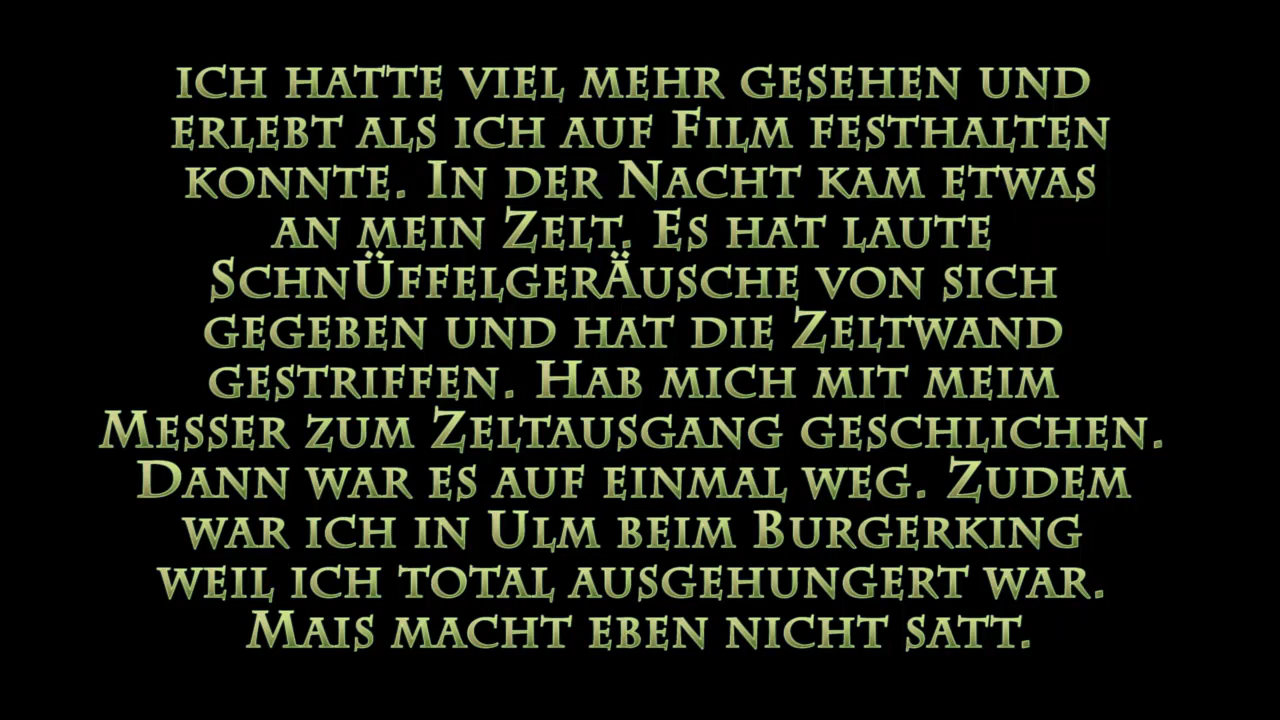 ich hatte viel mehr gesehen und
erlebt als ich auf Film festhalten
konnte. In der Nacht kam etwas
an mein Zelt. Es hat laute
SchnÜffelgerÄusche von sich
gegeben und hat die Zeltwand
gestriffen. Hab mich mit meim
Messer zum Zeltausgang geschlichen.
Dann war es auf einmal weg. Zudem
war ich in Ulm beim Burgerking
weil ich total ausgehungert war.
Mais macht eben nicht satt.